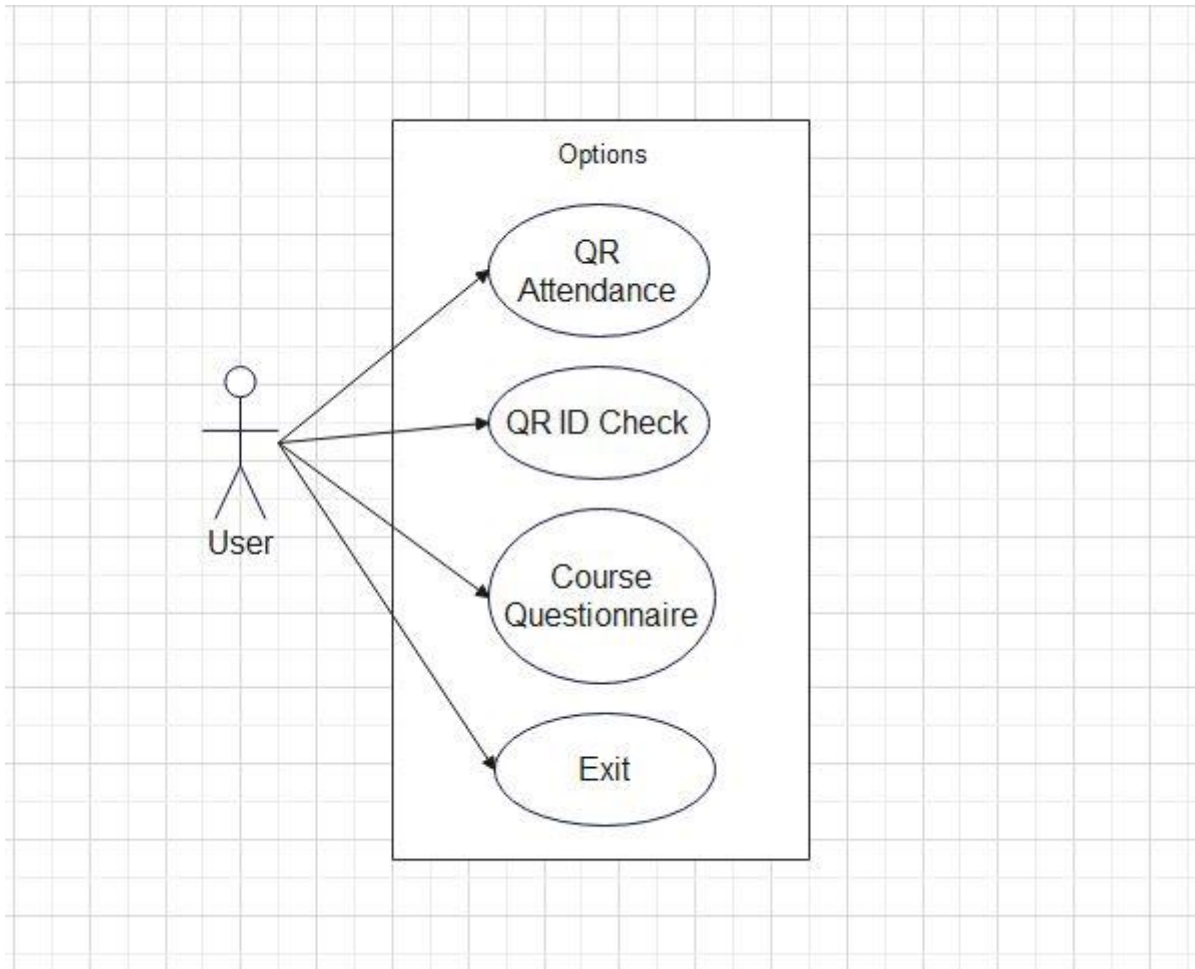 Options
QR
Attendance
QR ID Check
User
Course
Questionnaire
Exit